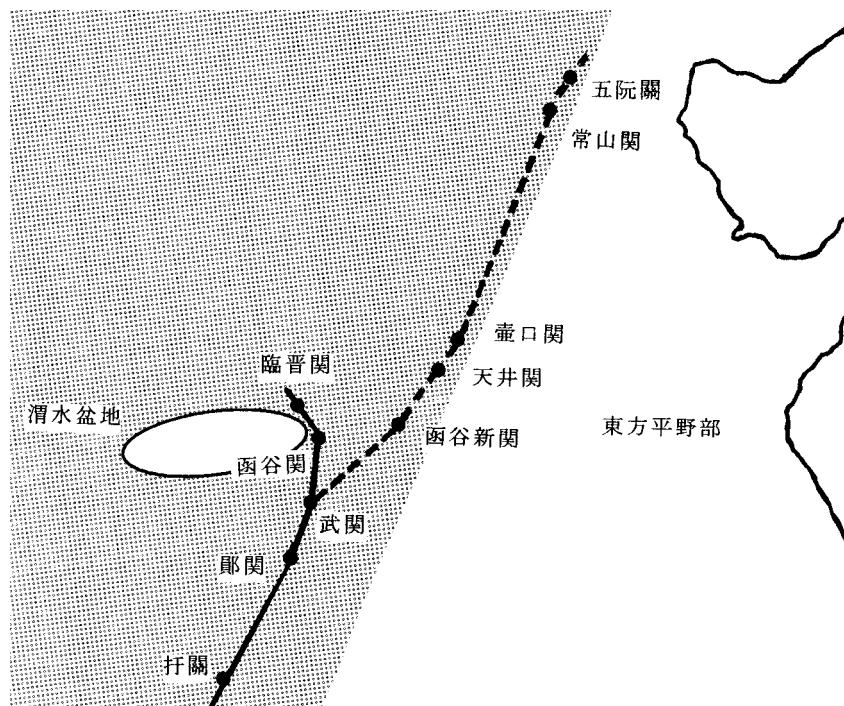 五阮關
常山関
壷口関
臨晋関
天井関
渭水盆地
函谷新関
東方平野部
函谷関
武関
鄖関
扞關